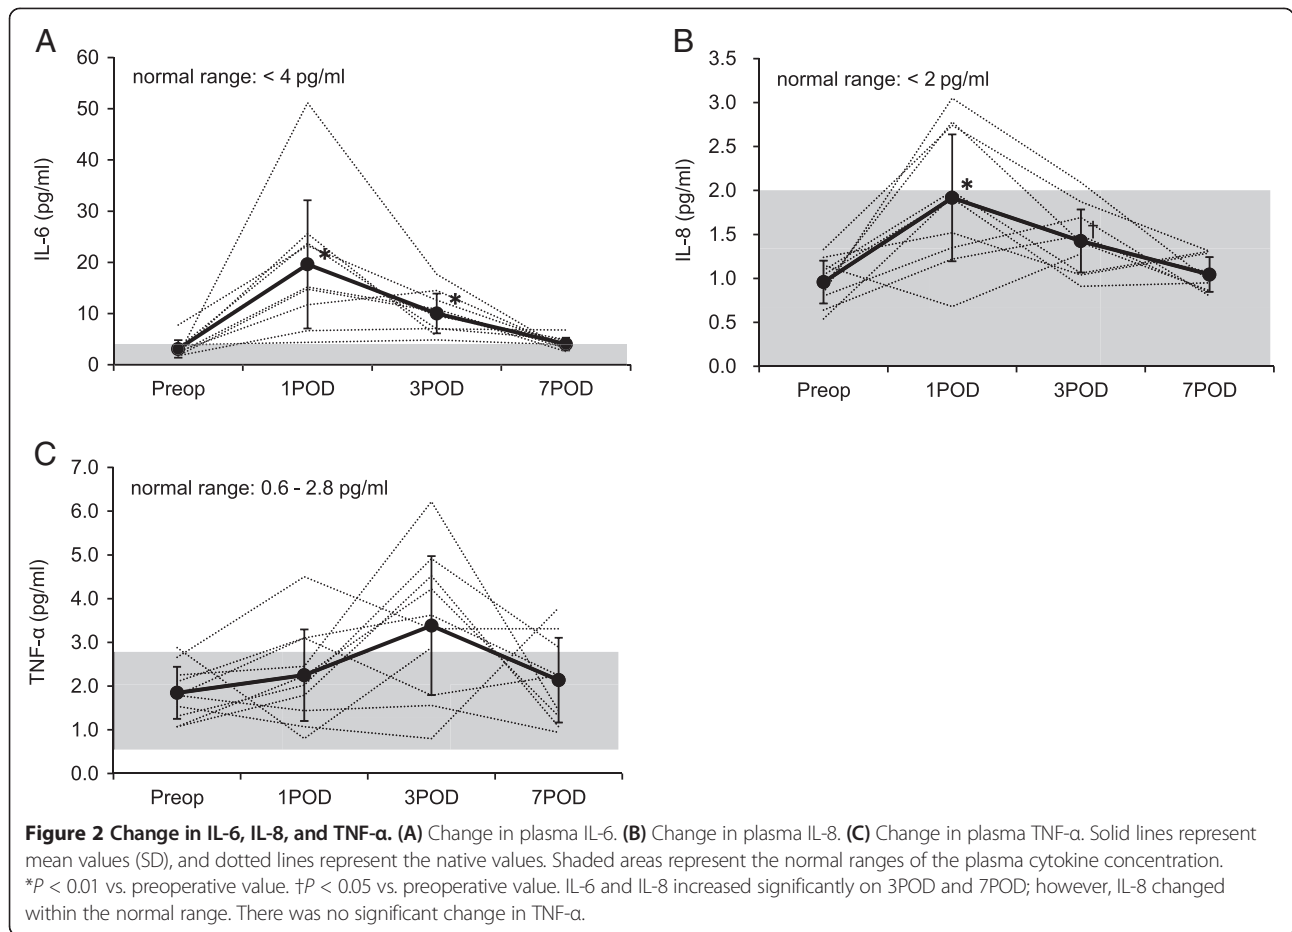 A
60
50
40
30
20
10
0
IL-6 (pg/ml)
normal range: < 4 pg/ml
*
*
Preop 1POD 3POD 7POD
B
3.5
3.0
2.5
2.0
1.5
1.0
0.5
0.0
IL-8 (pg/ml)
normal range: < 2 pg/ml
*
†
Preop 1POD 3POD 7POD
C
7.0
6.0
5.0
4.0
3.0
2.0
1.0
0.0
TNF-α (pg/ml)
normal range: 0.6 - 2.8 pg/ml
Preop 1POD 3POD 7POD
Figure 2 Change in IL-6, IL-8, and TNF-α. (A) Change in plasma IL-6. (B) Change in plasma IL-8. (C) Change in plasma TNF-α. Solid lines represent
mean values (SD), and dotted lines represent the native values. Shaded areas represent the normal ranges of the plasma cytokine concentration.
*P < 0.01 vs. preoperative value. †P < 0.05 vs. preoperative value. IL-6 and IL-8 increased significantly on 3POD and 7POD; however, IL-8 changed
within the normal range. There was no significant change in TNF-α.